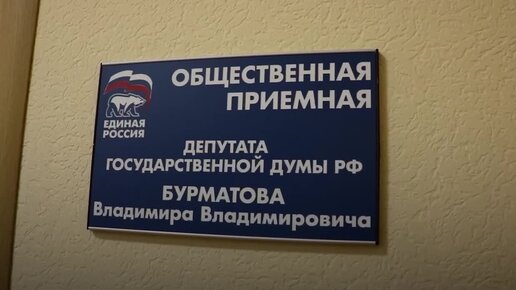 ОБЩЕСТВЕННАЯ
ПРИЕМНАЯ
ЕДИНАЯ
РОССИЯ
ДЕПУТАТА
ГОСУДАРСТВЕННОЙ ДУМЫ РФ
БУРМАТОВА
Владимира Владимировича